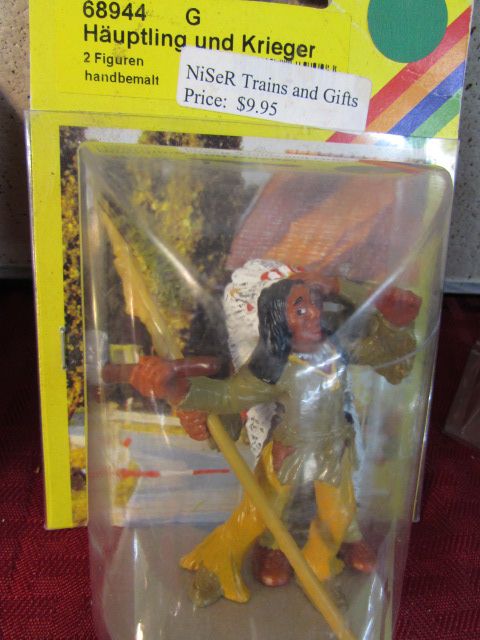 68944 G
Häuptling und Krieger
2 Figuren
handbemalt
NiSeR Trains and Gifts
Price: $9.95